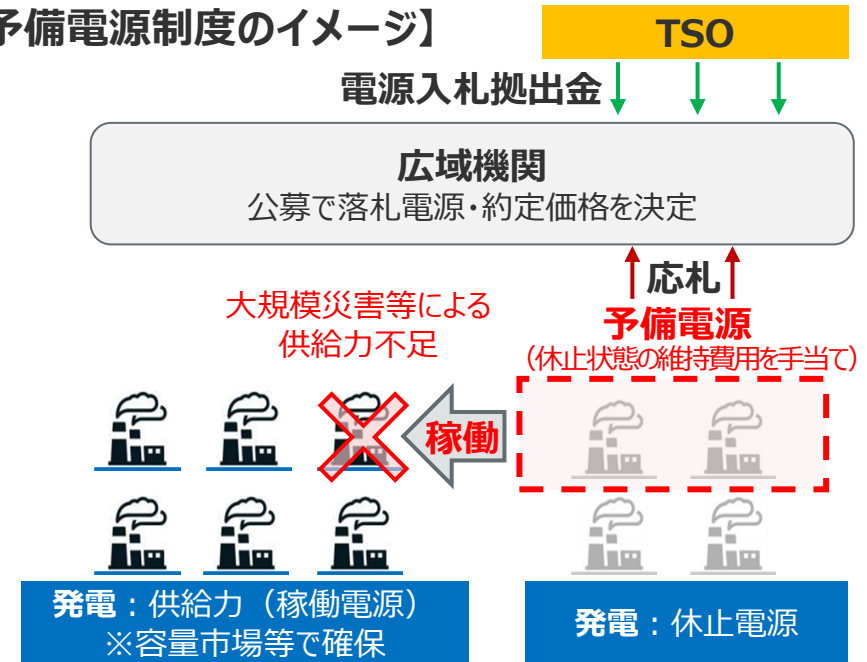 予備電源制度のイメージ】
TSO
電源入札拠出金
広域機関
公募で落札電源・約定価格を決定
応札
大規模災害等による
供給力不足
予備電源
（休止状態の維持費用を手当て）
稼働
発電：供給力（稼働電源）
※容量市場等で確保
発電：休止電源